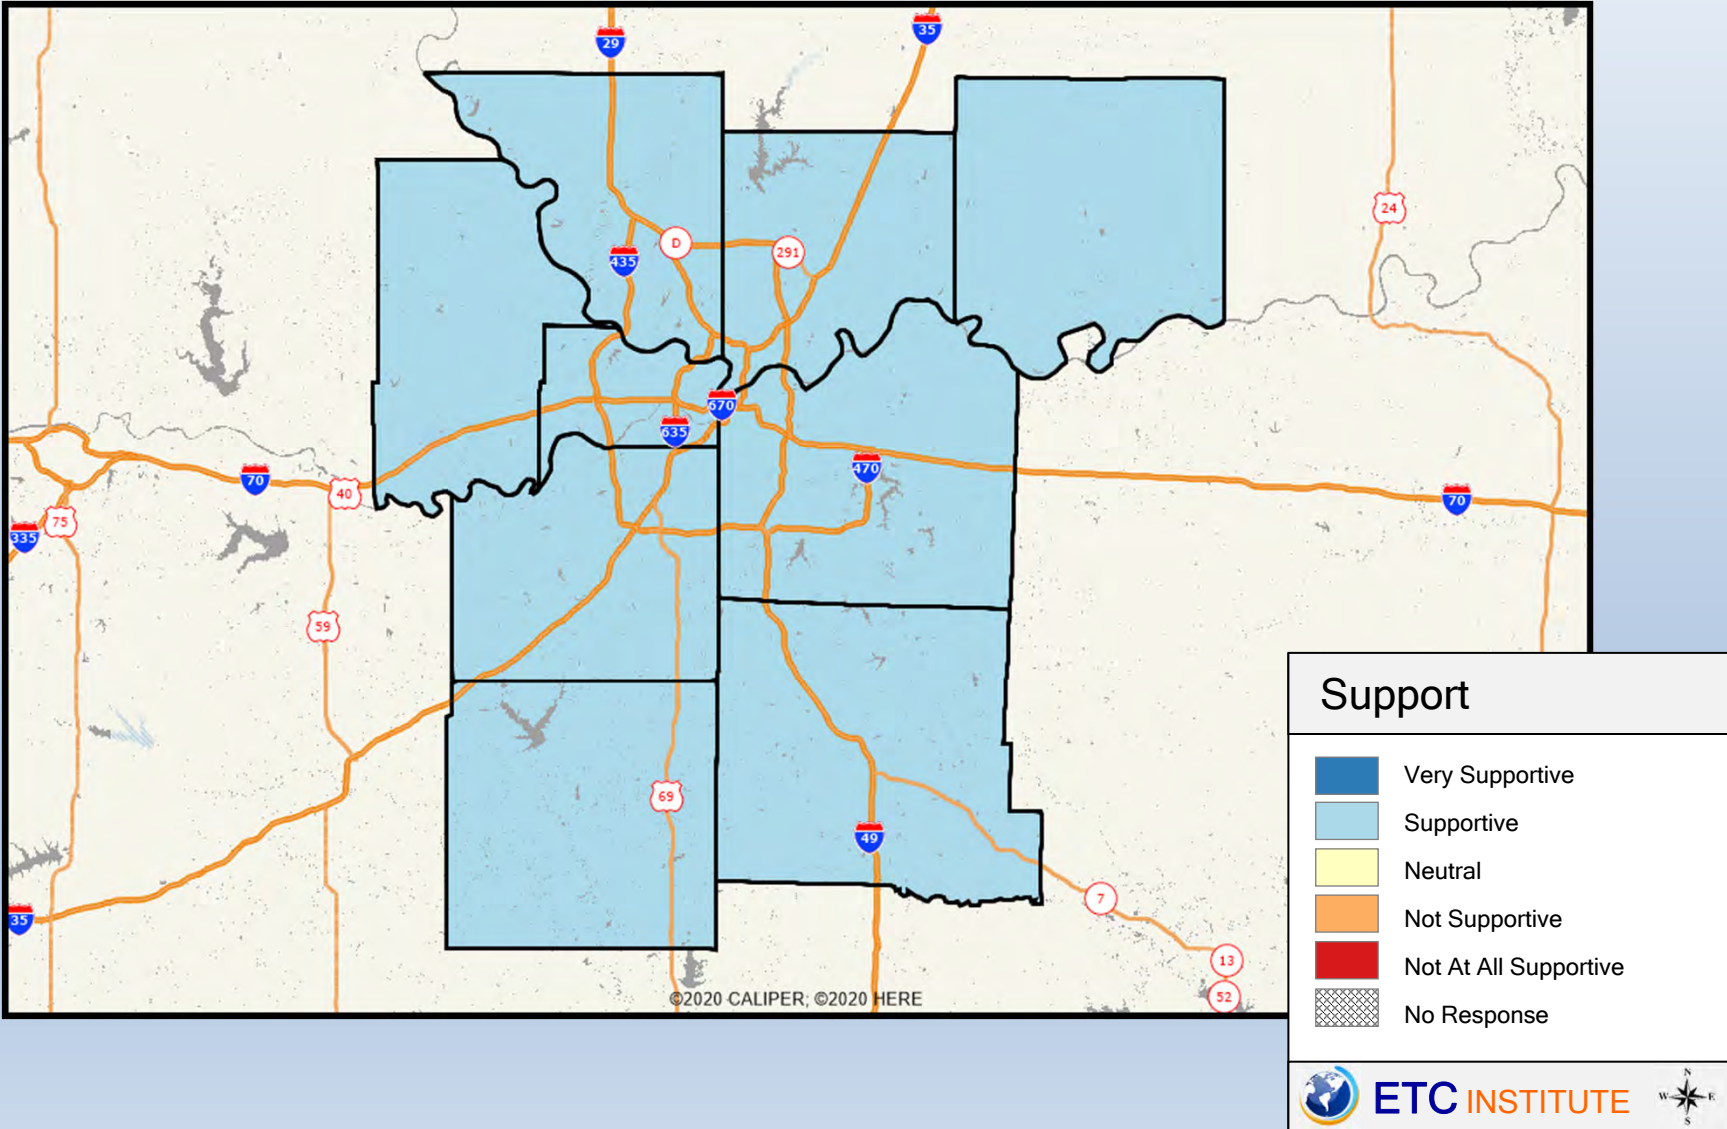 29
35
24
D
291
435
670
635
470
70
40
70
75
335
59
69
49
7
35
13
52
©2020 CALIPER; ©2020 HERE
Support
Very Supportive
Supportive
Neutral
Not Supportive
Not At All Supportive
No Response
ETC INSTITUTE
N
W E
S